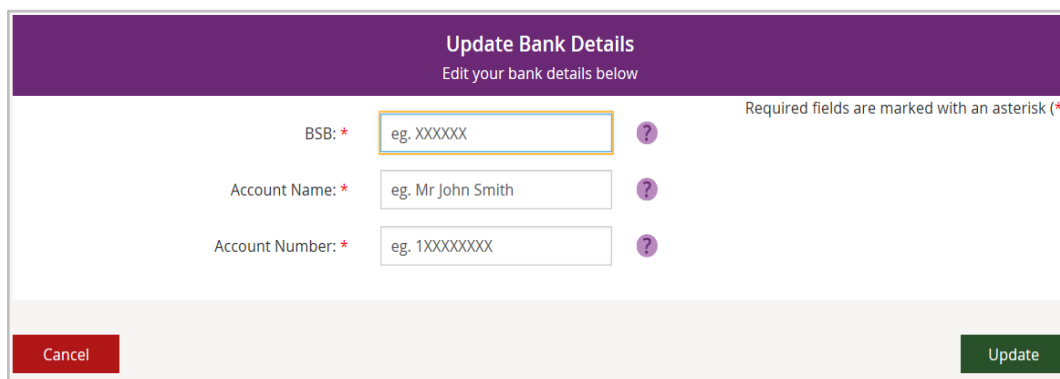 Update Bank Details
Edit your bank details below
Required fields are marked with an asterisk (*
BSB: * eg. XXXXXX ?
Account Name: * eg. Mr John Smith ?
Account Number: * eg. 1XXXXXXXX ?
Cancel Update